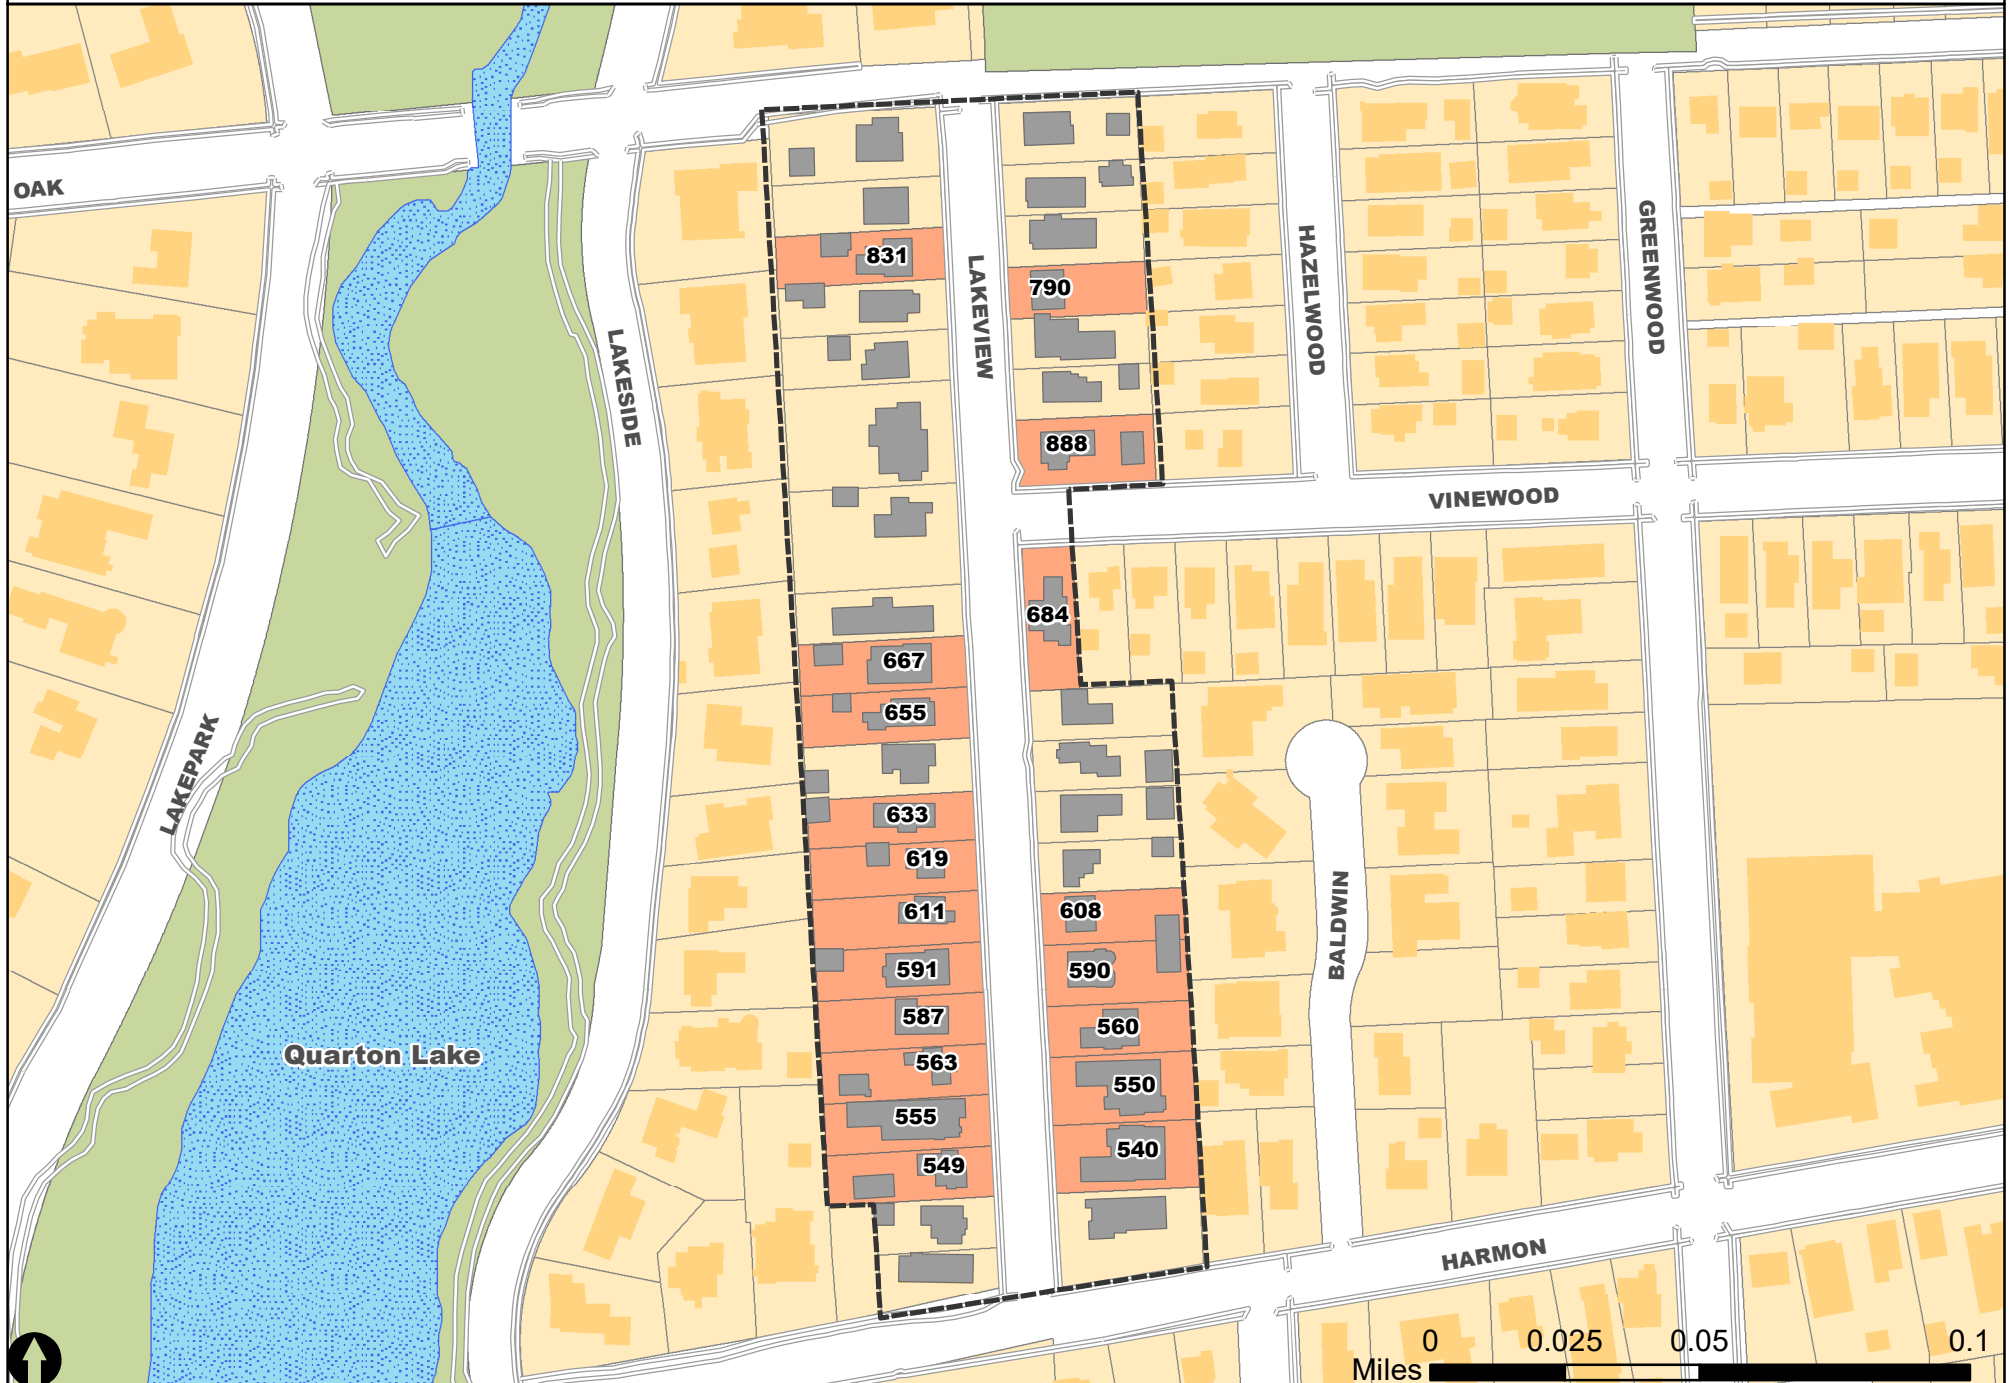 OAK
831
790
LAKEVIEW
HAZELWOOD
GREENWOOD
LAKESIDE
888
VINEWOOD
684
667
655
LAKEPARK
633
619
611
608
BALDWIN
591
590
587
560
Quarton Lake
563
550
555
540
549
HARMON
0 0.025 0.05 0.1
Miles